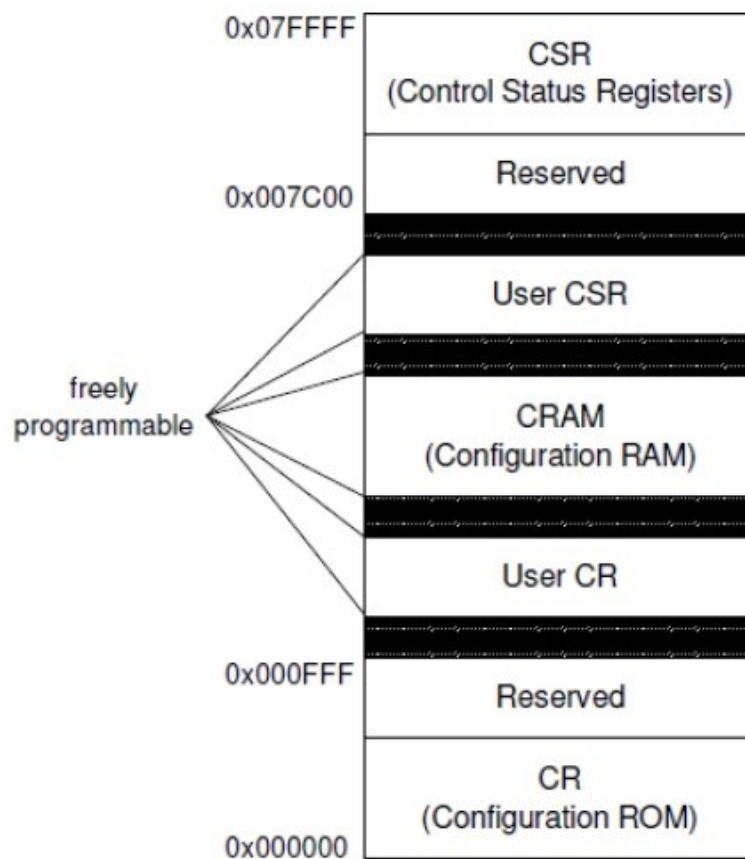 0x07FFFF
CSR
(Control Status Registers)
Reserved
0x007C00
User CSR
freely
programmable
CRAM
(Configuration RAM)
User CR
0x000FFF
Reserved
CR
(Configuration ROM)
0x000000